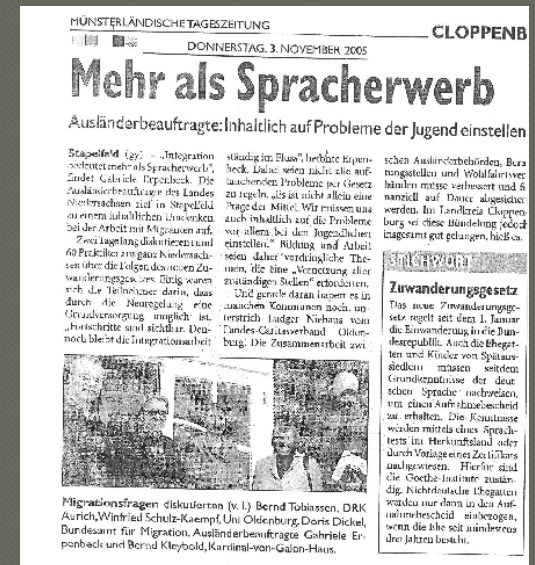 MÜNSTERLÄNDISCHE TAGESZEITUNG
CLOPPENB
DONNERSTAG, 3. NOVEMBER 2005
Mehr als Spracherwerb
Ausländerbeauftragte: Inhaltlich auf Probleme der Jugend einstellen
Stapelfeld (gy) – „Integration
bedeutet mehr als Spracherwerb",
findet Gabriele Erpenbeck. Die
Ausländerbeauftragte des Landes
Niedersachsen rief in Stapelfeld
zu einem inhaltlichen Umdenken
bei der Arbeit mit Migranten auf.
Zwei Tage lang diskutierten rund
60 Praktiker aus ganz Niedersach-
sen über die Folgen des neuen Zu-
wanderungsgesetzes. Einig waren
sich die Teilnehmer darin, dass
durch die Neuregelung eine
Grundversorgung möglich ist.
„Fortschritte sind sichtbar. Den-
noch bleibt die Integrationsarbeit
ständig im Fluss", betonte Erpen-
beck. Dabei seien nicht alle auf-
tauchenden Probleme per Gesetz
zu regeln. „Es ist nicht allein eine
Frage der Mittel. Wir müssen uns
auch inhaltlich auf die Probleme
vor allem bei den Jugendlichen
einstellen." Bildung und Arbeit
seien daher vordringliche The-
men, die eine „Vernetzung aller
zuständigen Stellen" erforderten.
Und gerade daran hapert es in
manchen Kommunen noch, un-
terstrich Ludger Niehaus vom
Landes-Caritasverband Olden-
burg. Die Zusammenarbeit zwi-
schen Ausländerbehörden, Bera
tungsstellen und Wohlfahrtsver
bänden müsse verbessert und fi
nanziell auf Dauer abgesicher
werden. Im Landkreis Cloppen-
burg sei diese Bündelung jedoch
insgesamt gut gelungen, hieß es.
STICHWORT
Zuwanderungsgesetz
Das neue Zuwanderungsge-
setz regelt seit dem 1. Januar
die Einwanderung in die Bun-
desrepublik. Auch die Ehegat-
ten und Kinder von Spätaus-
siedlern müssen seitdem
Grundkenntnisse der deut-
schen Sprache nachweisen,
um einen Aufnahmebescheid
zu erhalten. Die Kenntnisse
werden mittels eines Sprach-
tests im Herkunftsland oder
durch Vorlage eines Zertifikats
nachgewiesen. Hierfür sind
die Goethe-Institute zustän-
dig. Nichtdeutsche Ehegatten
werden nur dann in den Auf-
nahmebescheid einbezogen,
wenn die Ehe seit mindestens
drei Jahren besteht.
Migrationsfragen diskutierten (v. l.) Bernd Tobiassen, DRK
Aurich, Winfried Schulz-Kaempf, Uni Oldenburg, Doris Dickel,
Bundesamt für Migration, Ausländerbeauftragte Gabriele Er-
penbeck und Bernd Kleybold, Kardinal-von-Galen-Haus.